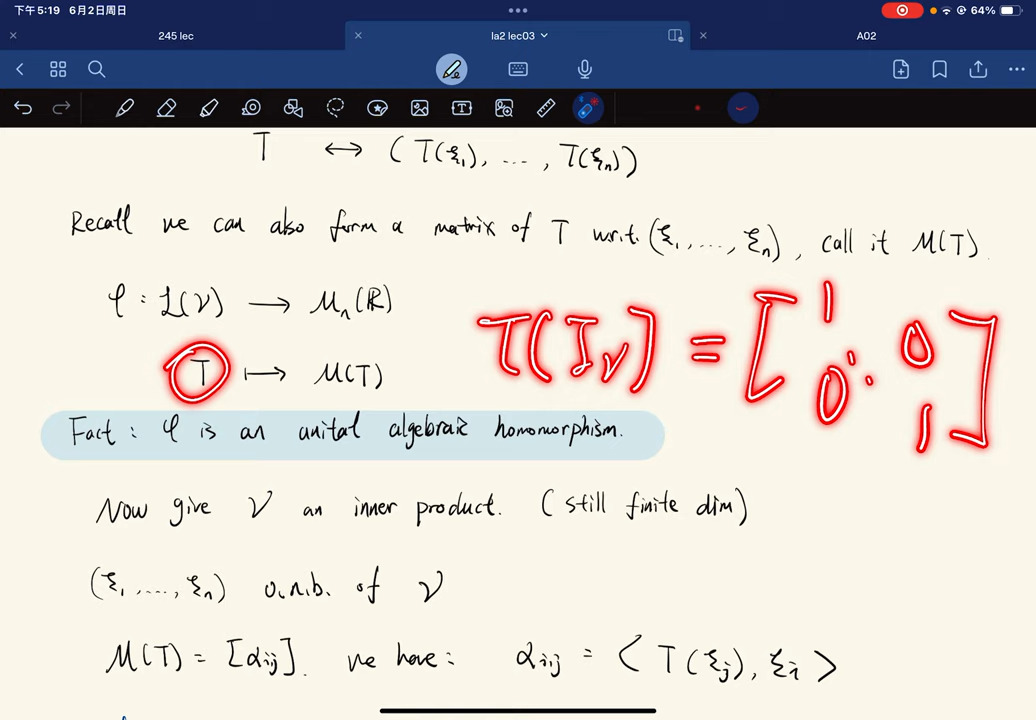 下午5:19 6月2日周日
64%
245 lec
la2 lec03
A02
T ↔ (T(ξ₁), ..., T(ξₙ))
Recall we can also form a matrix of T w.r.t. (ξ₁, ..., ξₙ), call it M(T).
φ : L(V) → Mₙ(ℝ)
T ↦ M(T)
T(I_V) = [1 0 ⋱ 0 1]
Fact : φ is an unital algebraic homomorphism.
Now give V an inner product. (still finite dim)
(ξ₁, ..., ξₙ) o.n.b. of V
M(T) = [αᵢⱼ]. we have : αᵢⱼ = ⟨T(ξⱼ), ξᵢ⟩